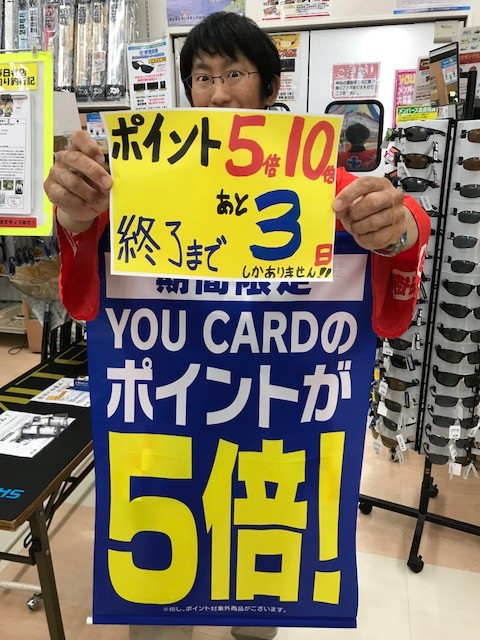 ポイント5倍10倍
終了まで
あと
3日
しかありません!!
期間限定
YOU CARDの
ポイントが
5倍!
※但し、ポイント対象外商品がございます。